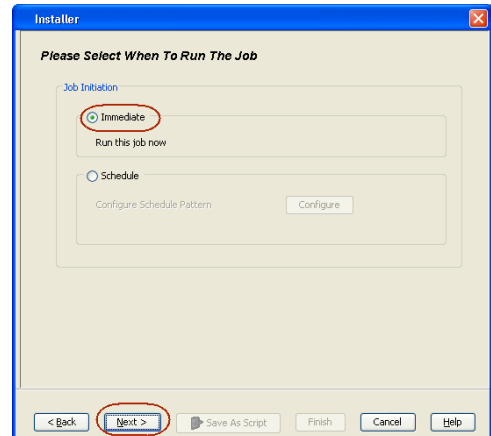 Installer
Please Select When To Run The Job
Job Initiation
Immediate
Run this job now
Schedule
Configure Schedule Pattern Configure
< Back Next > Save As Script Finish Cancel Help